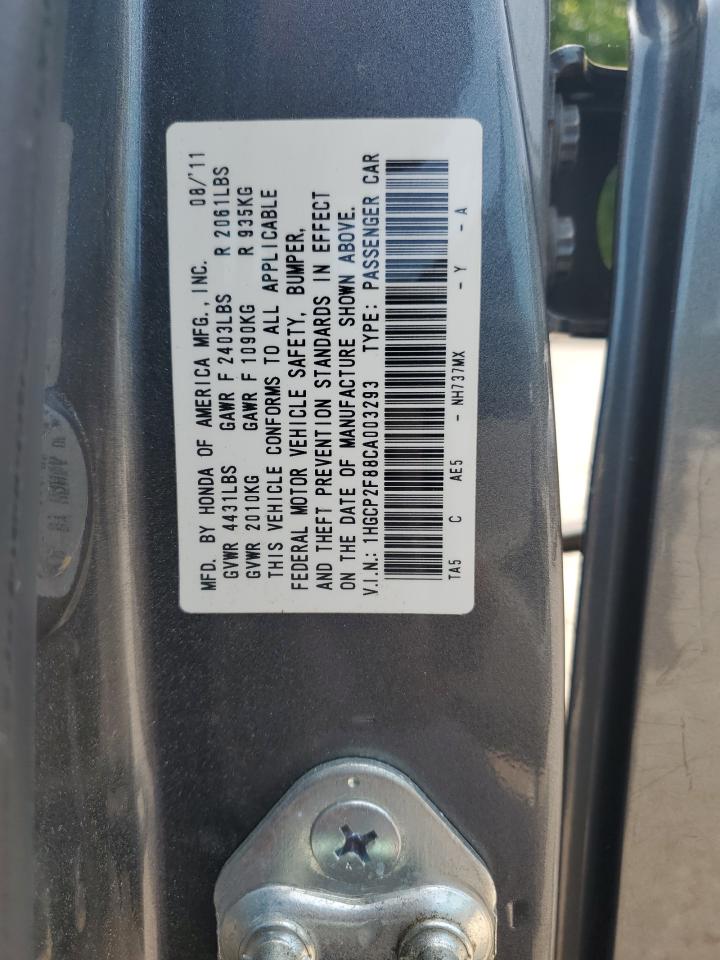 MFD. BY HONDA OF AMERICA MFG., INC. 08/'11
GVWR 4431LBS GAWR F 2403LBS R 2061LBS
GVWR 2010KG GAWR F 1090KG R 935KG
THIS VEHICLE CONFORMS TO ALL APPLICABLE
FEDERAL MOTOR VEHICLE SAFETY, BUMPER,
AND THEFT PREVENTION STANDARDS IN EFFECT
ON THE DATE OF MANUFACTURE SHOWN ABOVE.
V.I.N.: 1HGCP2F88CA003293 TYPE: PASSENGER CAR
TA5 C AE5 - NH737MX - Y - A